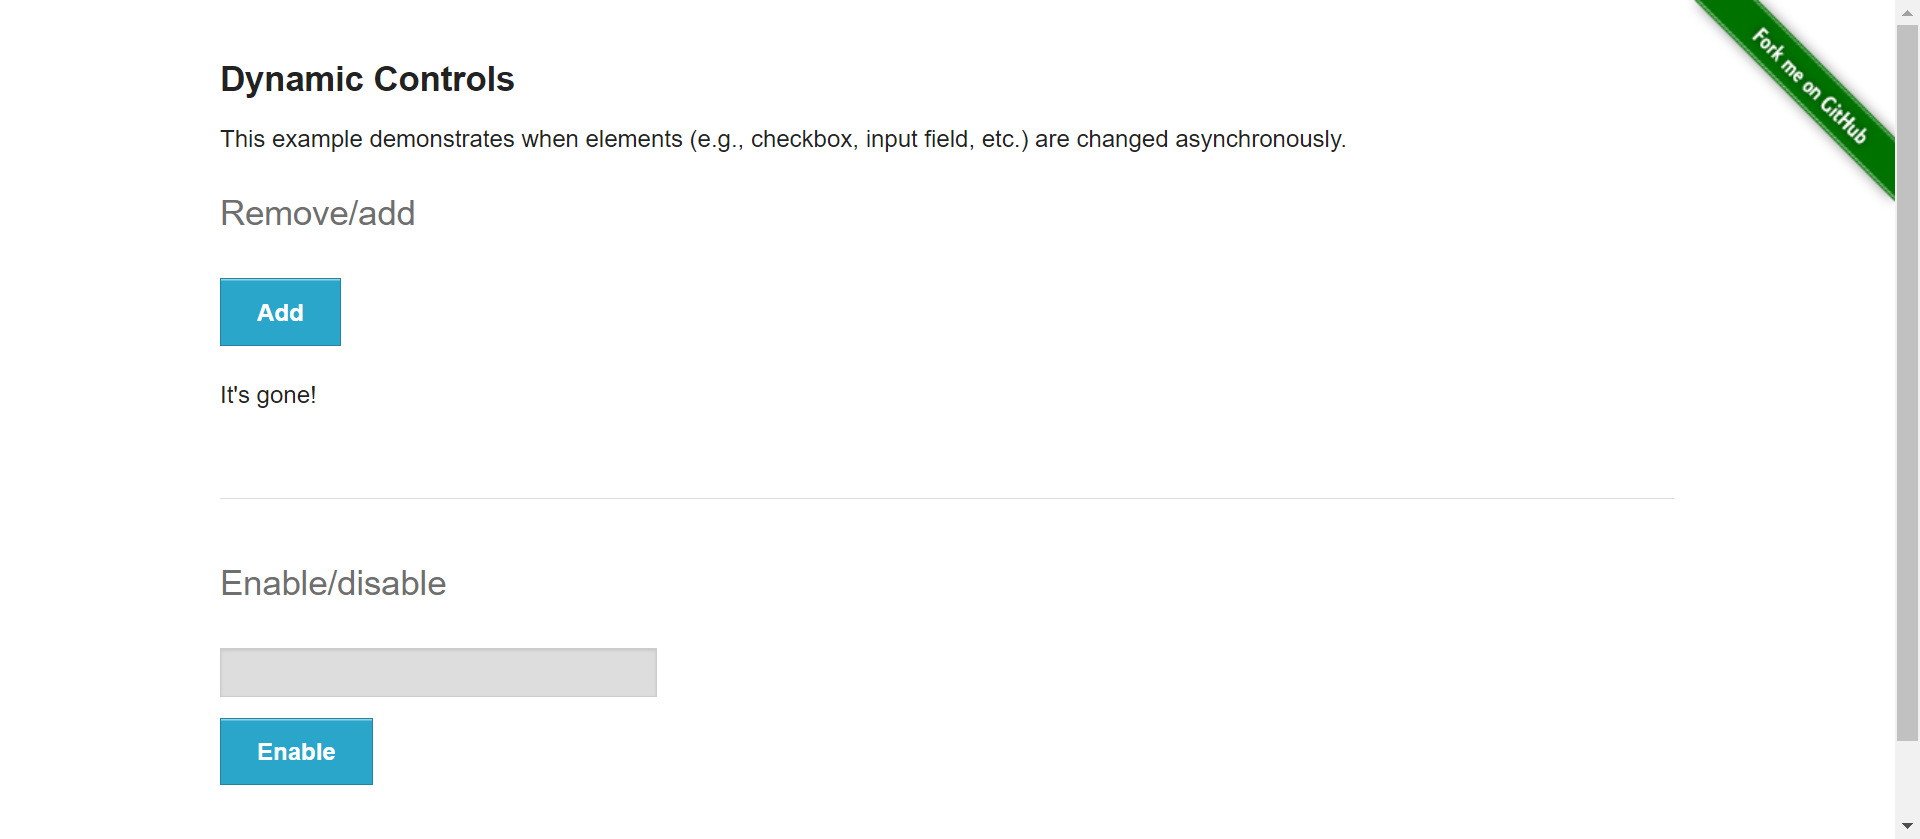 Dynamic Controls
Fork me on GitHub
This example demonstrates when elements (e.g., checkbox, input field, etc.) are changed asynchronously.
Remove/add
Add
It's gone!
Enable/disable
Enable